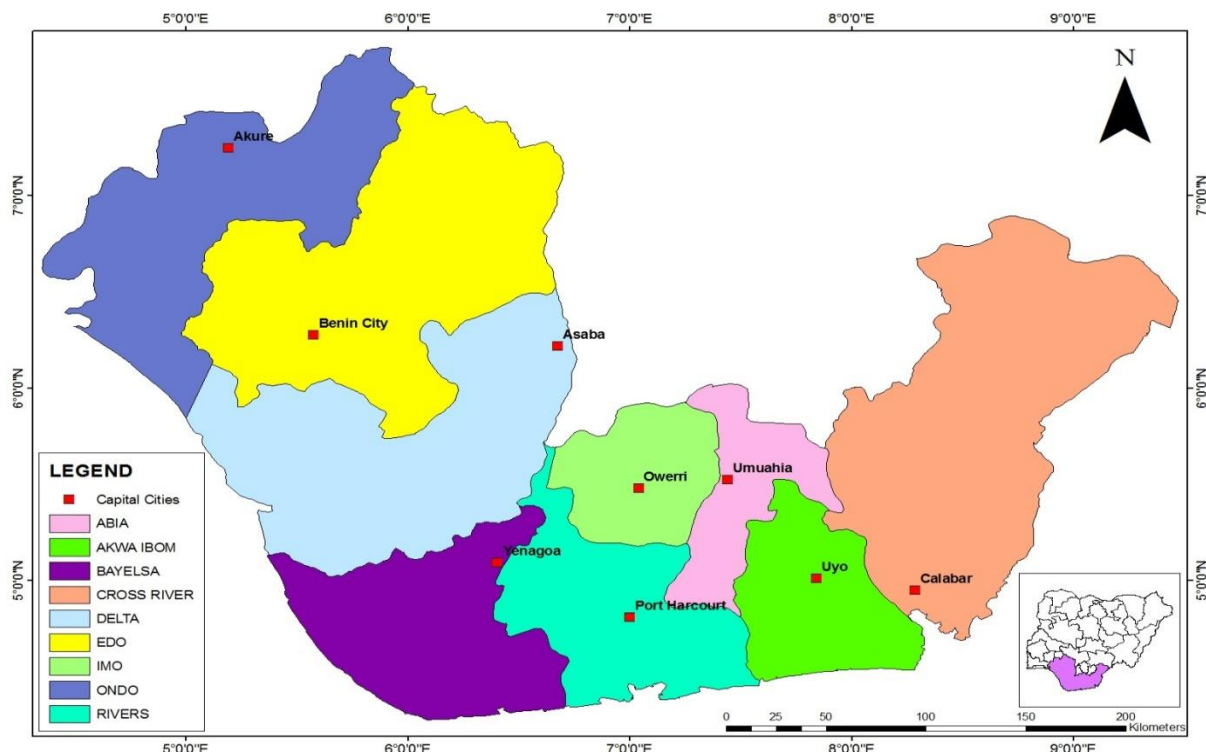 5°0'0"E
6°0'0"E
7°0'0"E
8°0'0"E
9°0'0"E
N
7°0'0"N
7°0'0"N
6°0'0"N
6°0'0"N
5°0'0"N
5°0'0"N
Akure
Benin City
Asaba
Owerri
Umuahia
Yenagoa
Uyo
Calabar
Port Harcourt
LEGEND
Capital Cities
ABIA
AKWA IBOM
BAYELSA
CROSS RIVER
DELTA
EDO
IMO
ONDO
RIVERS
0 25 50 100 150 200
Kilometers
5°0'0"E
6°0'0"E
7°0'0"E
8°0'0"E
9°0'0"E